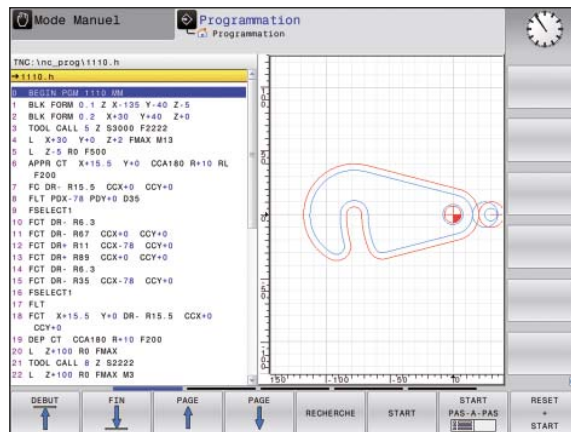 Mode Manuel
Programmation
Programmation
TNC:\nc_prog\1110.h
→1110.h
0 BEGIN PGM 1110 MM
1 BLK FORM 0.1 Z X-135 Y-40 Z-5
2 BLK FORM 0.2 X+30 Y+40 Z+0
3 TOOL CALL 5 Z S3000 F2222
4 L X+30 Y+0 Z+2 FMAX M13
5 L Z-5 R0 F500
6 APPR CT X+15.5 Y+0 CCA180 R+10 RL
F200
7 FC DR- R15.5 CCX+0 CCY+0
8 FLT PDX-78 PDY+0 D35
9 FSELECT1
10 FCT DR- R6.3
11 FCT DR- R67 CCX+0 CCY+0
12 FCT DR+ R11 CCX-78 CCY+0
13 FCT DR+ R89 CCX+0 CCY+0
14 FCT DR- R6.3
15 FCT DR- R35 CCX-78 CCY+0
16 FSELECT1
17 FLT
18 FCT X+15.5 Y+0 DR- R15.5 CCX+0
CCY+0
19 DEP CT CCA180 R+10 F200
20 L Z+100 R0 FMAX
21 TOOL CALL 8 Z S2222
22 L Z+100 R0 FMAX M3
150
-100
-50
0
DEBUT
FIN
PAGE
PAGE
RECHERCHE
START
START
PAS-A-PAS
RESET
+
START